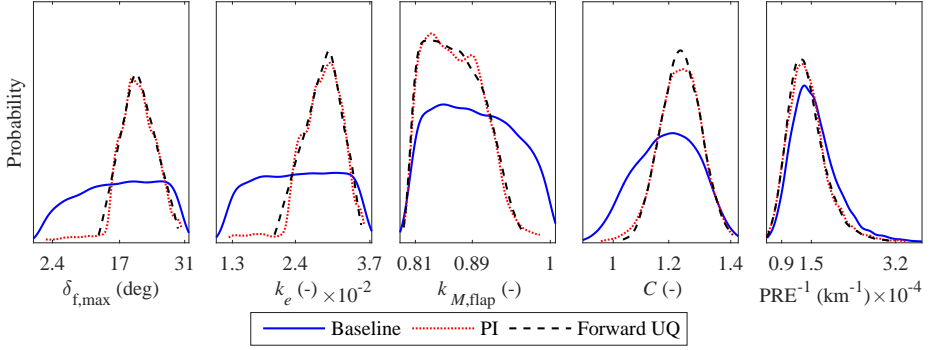 Probability
2.4 17 31
δf,max (deg)
1.3 2.4 3.7
ke (-) ×10-2
0.81 0.89 1
kM,flap (-)
1 1.2 1.4
C (-)
0.9 1.5 3.2
PRE-1 (km-1)×10-4
Baseline PI Forward UQ